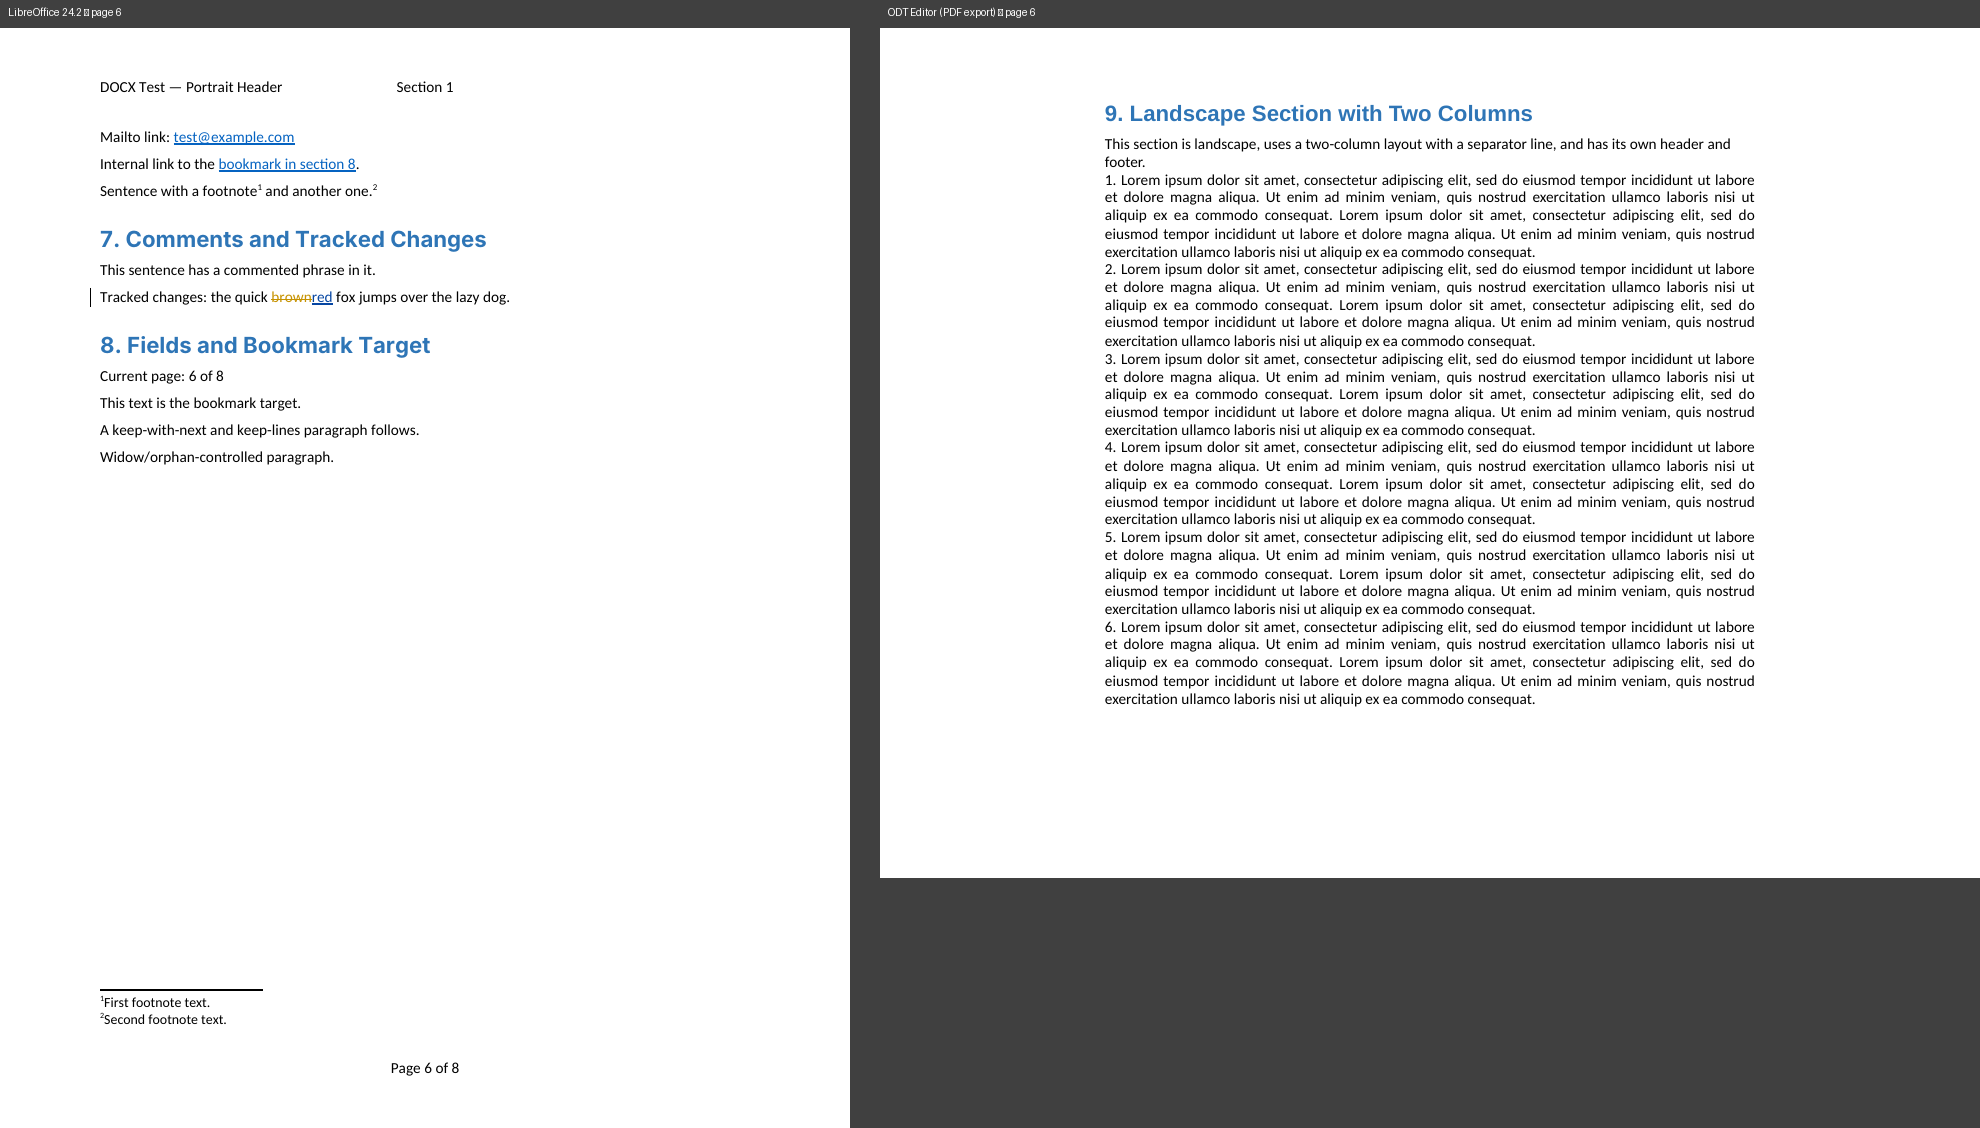 LibreOffice 24.2 page 6
DOCX Test — Portrait Header Section 1
Mailto link: test@example.com
Internal link to the bookmark in section 8.
Sentence with a footnote1 and another one.2
7. Comments and Tracked Changes
This sentence has a commented phrase in it.
Tracked changes: the quick brownred fox jumps over the lazy dog.
8. Fields and Bookmark Target
Current page: 6 of 8
This text is the bookmark target.
A keep-with-next and keep-lines paragraph follows.
Widow/orphan-controlled paragraph.
1First footnote text.
2Second footnote text.
Page 6 of 8
ODT Editor (PDF export) page 6
9. Landscape Section with Two Columns
This section is landscape, uses a two-column layout with a separator line, and has its own header and
footer.
1. Lorem ipsum dolor sit amet, consectetur adipiscing elit, sed do eiusmod tempor incididunt ut labore
et dolore magna aliqua. Ut enim ad minim veniam, quis nostrud exercitation ullamco laboris nisi ut
aliquip ex ea commodo consequat. Lorem ipsum dolor sit amet, consectetur adipiscing elit, sed do
eiusmod tempor incididunt ut labore et dolore magna aliqua. Ut enim ad minim veniam, quis nostrud
exercitation ullamco laboris nisi ut aliquip ex ea commodo consequat.
2. Lorem ipsum dolor sit amet, consectetur adipiscing elit, sed do eiusmod tempor incididunt ut labore
et dolore magna aliqua. Ut enim ad minim veniam, quis nostrud exercitation ullamco laboris nisi ut
aliquip ex ea commodo consequat. Lorem ipsum dolor sit amet, consectetur adipiscing elit, sed do
eiusmod tempor incididunt ut labore et dolore magna aliqua. Ut enim ad minim veniam, quis nostrud
exercitation ullamco laboris nisi ut aliquip ex ea commodo consequat.
3. Lorem ipsum dolor sit amet, consectetur adipiscing elit, sed do eiusmod tempor incididunt ut labore
et dolore magna aliqua. Ut enim ad minim veniam, quis nostrud exercitation ullamco laboris nisi ut
aliquip ex ea commodo consequat. Lorem ipsum dolor sit amet, consectetur adipiscing elit, sed do
eiusmod tempor incididunt ut labore et dolore magna aliqua. Ut enim ad minim veniam, quis nostrud
exercitation ullamco laboris nisi ut aliquip ex ea commodo consequat.
4. Lorem ipsum dolor sit amet, consectetur adipiscing elit, sed do eiusmod tempor incididunt ut labore
et dolore magna aliqua. Ut enim ad minim veniam, quis nostrud exercitation ullamco laboris nisi ut
aliquip ex ea commodo consequat. Lorem ipsum dolor sit amet, consectetur adipiscing elit, sed do
eiusmod tempor incididunt ut labore et dolore magna aliqua. Ut enim ad minim veniam, quis nostrud
exercitation ullamco laboris nisi ut aliquip ex ea commodo consequat.
5. Lorem ipsum dolor sit amet, consectetur adipiscing elit, sed do eiusmod tempor incididunt ut labore
et dolore magna aliqua. Ut enim ad minim veniam, quis nostrud exercitation ullamco laboris nisi ut
aliquip ex ea commodo consequat. Lorem ipsum dolor sit amet, consectetur adipiscing elit, sed do
eiusmod tempor incididunt ut labore et dolore magna aliqua. Ut enim ad minim veniam, quis nostrud
exercitation ullamco laboris nisi ut aliquip ex ea commodo consequat.
6. Lorem ipsum dolor sit amet, consectetur adipiscing elit, sed do eiusmod tempor incididunt ut labore
et dolore magna aliqua. Ut enim ad minim veniam, quis nostrud exercitation ullamco laboris nisi ut
aliquip ex ea commodo consequat. Lorem ipsum dolor sit amet, consectetur adipiscing elit, sed do
eiusmod tempor incididunt ut labore et dolore magna aliqua. Ut enim ad minim veniam, quis nostrud
exercitation ullamco laboris nisi ut aliquip ex ea commodo consequat.